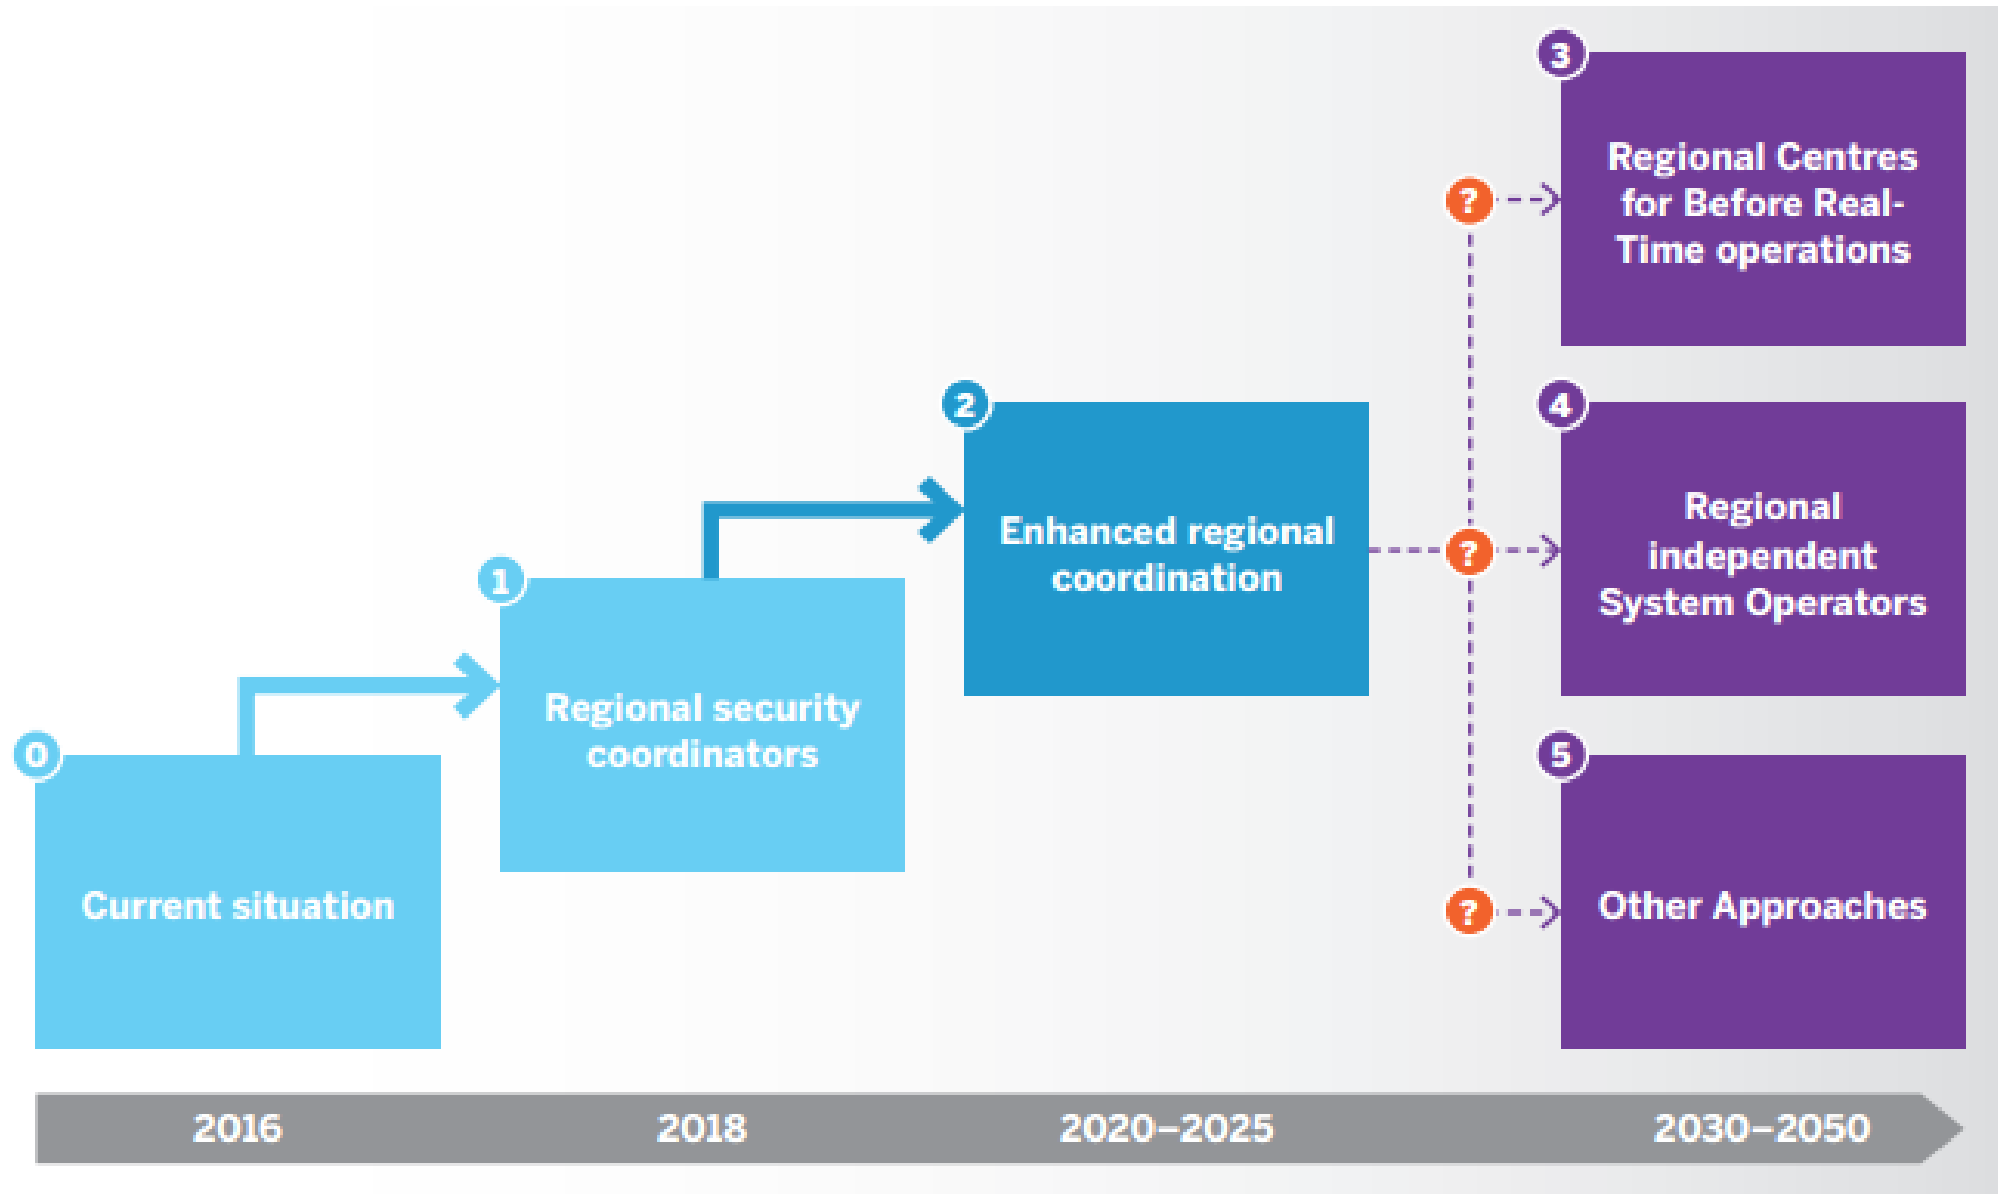 0
Current situation
1
Regional security
coordinators
2
Enhanced regional
coordination
?
?
?
3
Regional Centres
for Before Real-
Time operations
4
Regional
independent
System Operators
5
Other Approaches
2016
2018
2020–2025
2030–2050